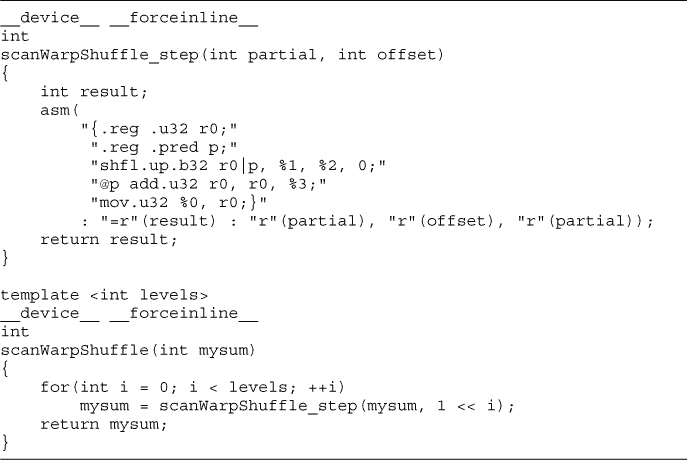 __device__ __forceinline__
int
scanWarpShuffle_step(int partial, int offset)
{
    int result;
    asm(
        "{.reg .u32 r0;"
         ".reg .pred p;"
         "shfl.up.b32 r0|p, %1, %2, 0;"
         "@p add.u32 r0, r0, %3;"
         "mov.u32 %0, r0;}"
        : "=r"(result) : "r"(partial), "r"(offset), "r"(partial));
    return result;
}

template <int levels>
__device__ __forceinline__
int
scanWarpShuffle(int mysum)
{
    for(int i = 0; i < levels; ++i)
        mysum = scanWarpShuffle_step(mysum, 1 << i);
    return mysum;
}